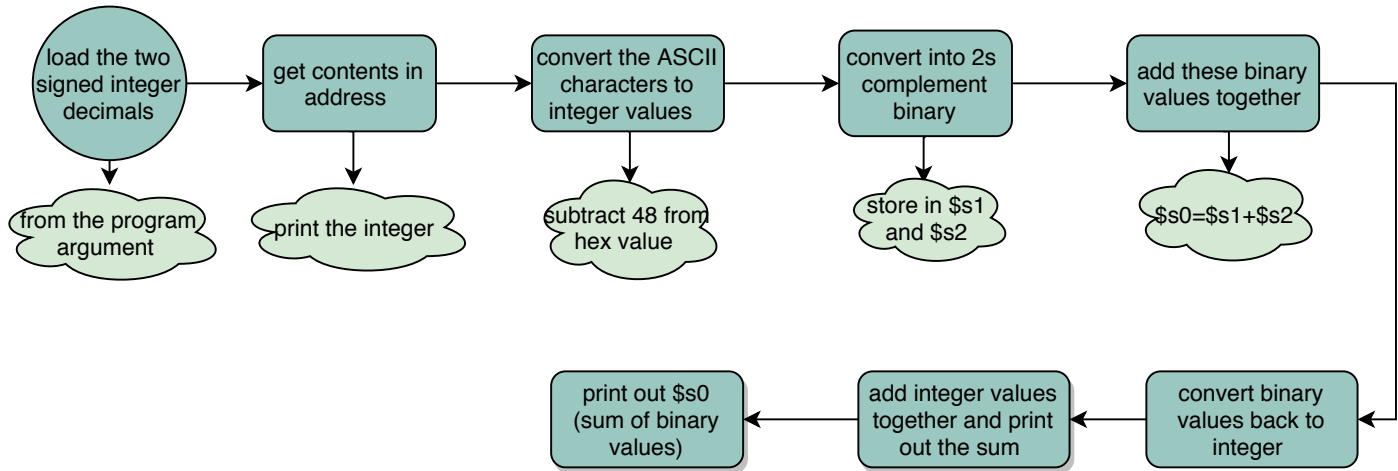 load the two
signed integer
decimals
get contents in
address
convert the ASCII
characters to
integer values
convert into 2s
complement
binary
add these binary
values together
from the program
argument
print the integer
subtract 48 from
hex value
store in $s1
and $s2
$s0=$s1+$s2
print out $s0
(sum of binary
values)
add integer values
together and print
out the sum
convert binary
values back to
integer